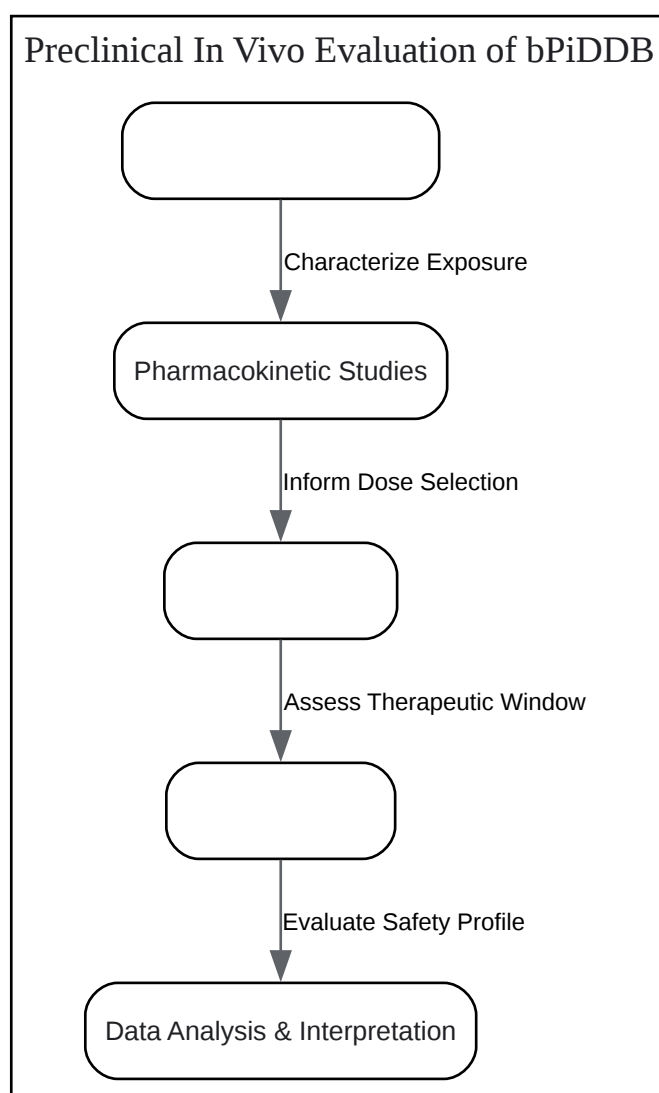 Preclinical In Vivo Evaluation of bPiDDB
Characterize Exposure
Pharmacokinetic Studies
Inform Dose Selection
Assess Therapeutic Window
Evaluate Safety Profile
Data Analysis & Interpretation